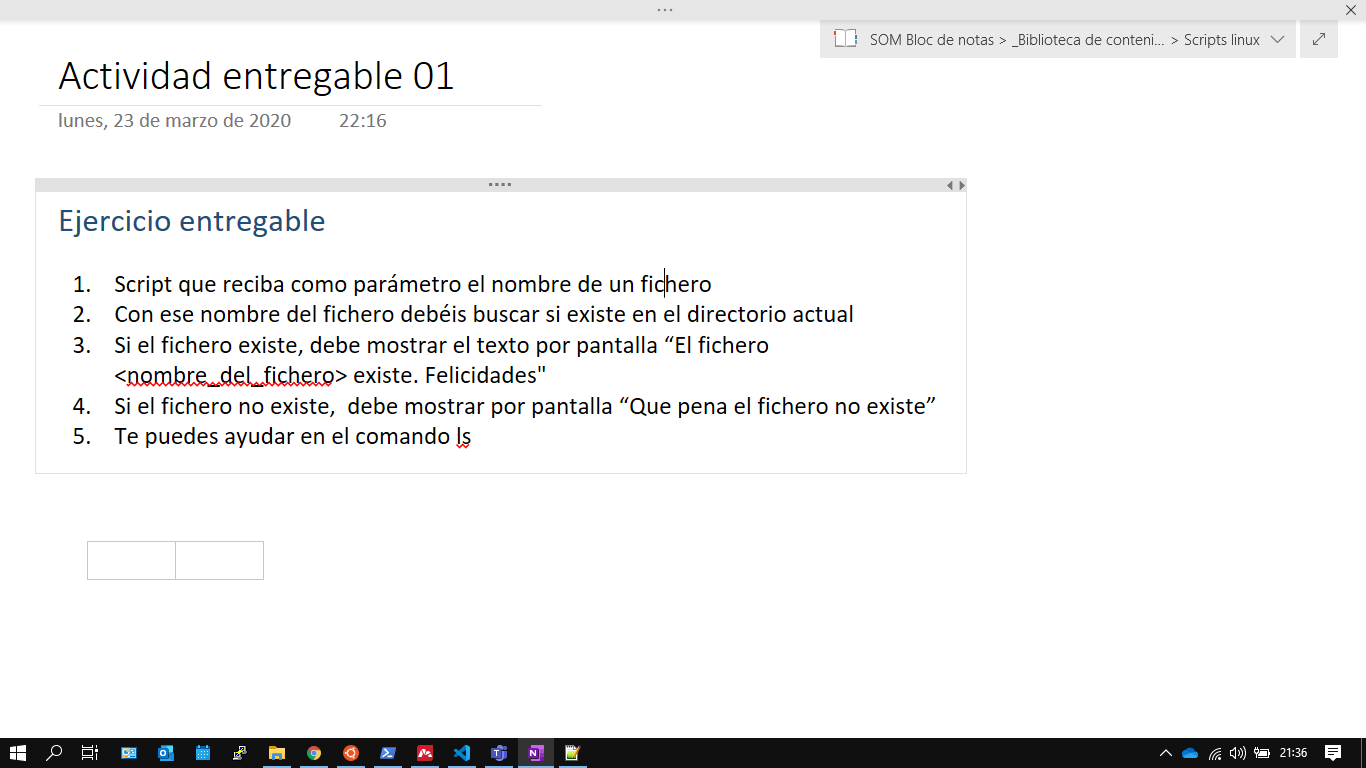 SOM Bloc de notas > _Biblioteca de conteni... > Scripts linux
Actividad entregable 01
lunes, 23 de marzo de 2020 22:16
Ejercicio entregable
1. Script que reciba como parámetro el nombre de un fichero
2. Con ese nombre del fichero debéis buscar si existe en el directorio actual
3. Si el fichero existe, debe mostrar el texto por pantalla “El fichero
<nombre_del_fichero> existe. Felicidades"
4. Si el fichero no existe,  debe mostrar por pantalla “Que pena el fichero no existe”
5. Te puedes ayudar en el comando ls
21:36